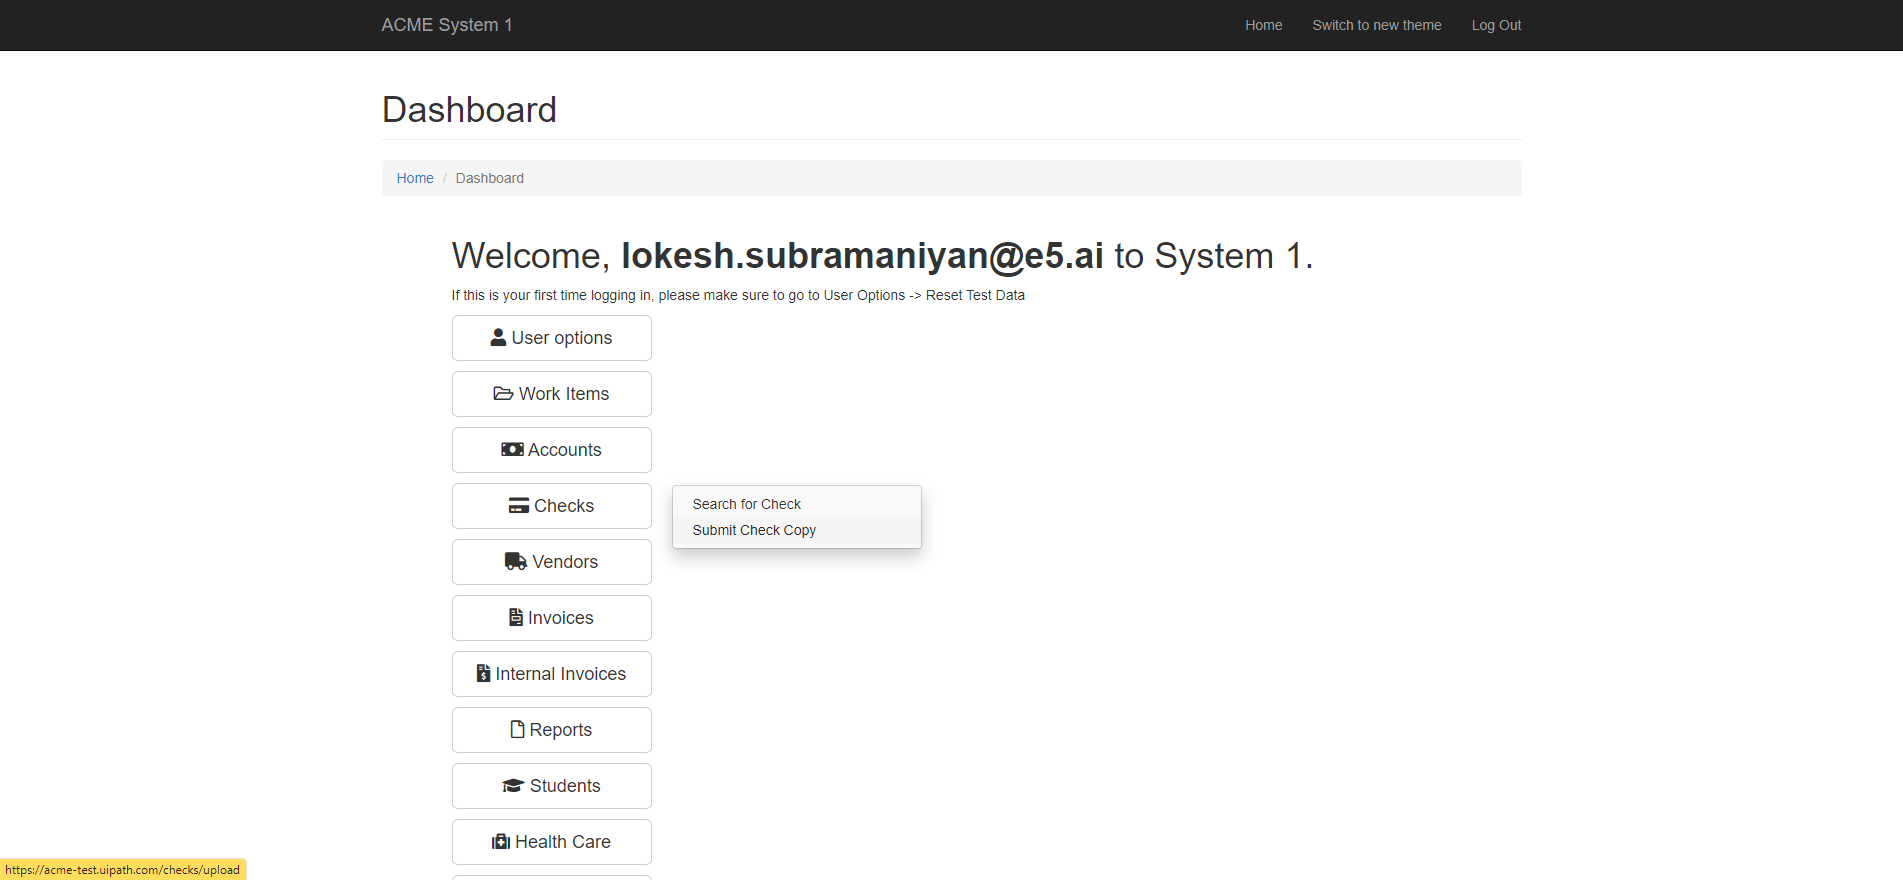 ACME System 1
Home
Switch to new theme
Log Out
Dashboard
Home / Dashboard
Welcome, lokesh.subramaniyan@e5.ai to System 1.
If this is your first time logging in, please make sure to go to User Options -> Reset Test Data
User options
Work Items
Accounts
Checks
Search for Check
Submit Check Copy
Vendors
Invoices
Internal Invoices
Reports
Students
Health Care
https://acme-test.uipath.com/checks/upload